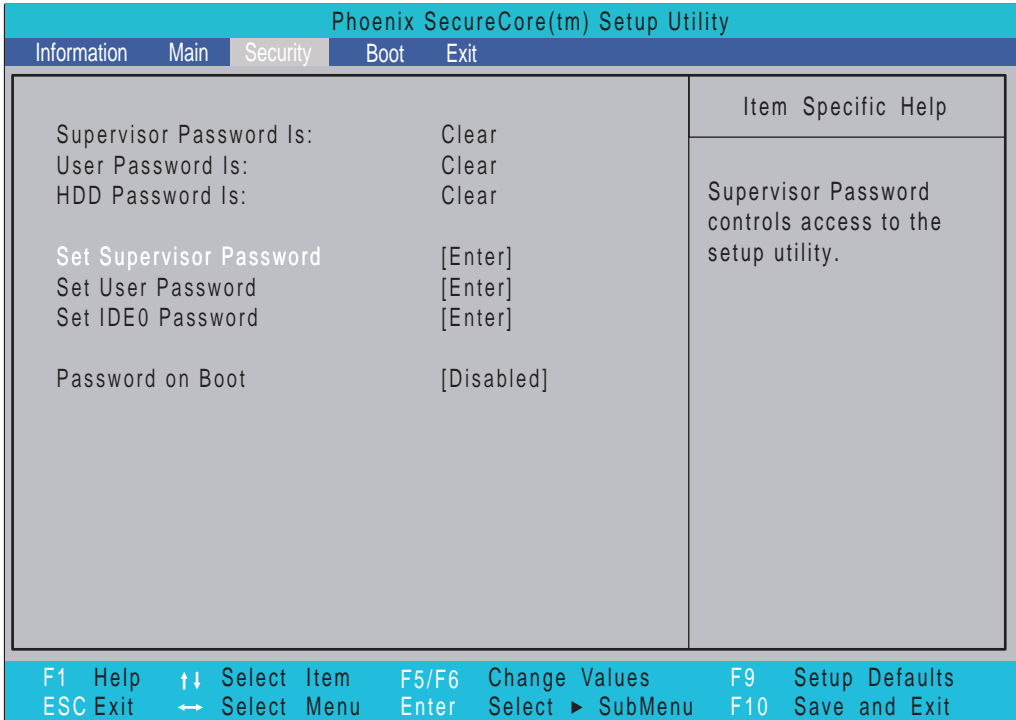 Phoenix SecureCore(tm) Setup Utility
Information Main Security Boot Exit
Item Specific Help
Supervisor Password Is: Clear
User Password Is: Clear
HDD Password Is: Clear
Supervisor Password
controls access to the
setup utility.
Set Supervisor Password [Enter]
Set User Password [Enter]
Set IDE0 Password [Enter]
Password on Boot [Disabled]
F1 Help ↑↓ Select Item F5/F6 Change Values F9 Setup Defaults
ESC Exit ↔ Select Menu Enter Select ► SubMenu F10 Save and Exit